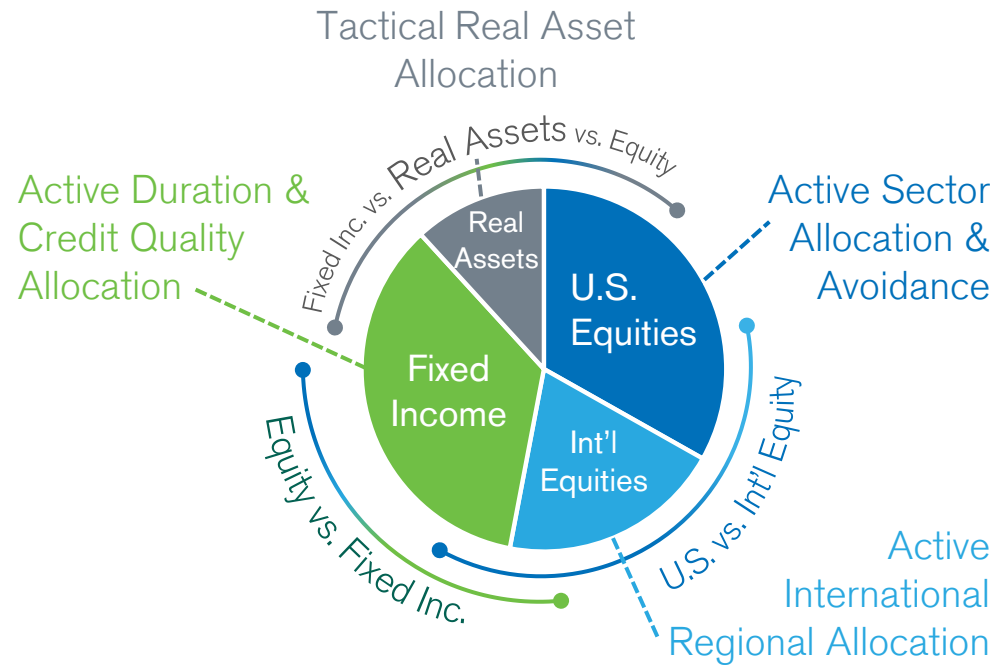 Tactical Real Asset
Allocation
Fixed Inc. vs. Real Assets vs. Equity
Active Duration &
Credit Quality
Allocation
Active Sector
Allocation &
Avoidance
Real
Assets
U.S.
Equities
Fixed
Income
Int'l
Equities
Equity vs. Fixed Inc.
U.S. vs. Int'l Equity
Active
International
Regional Allocation